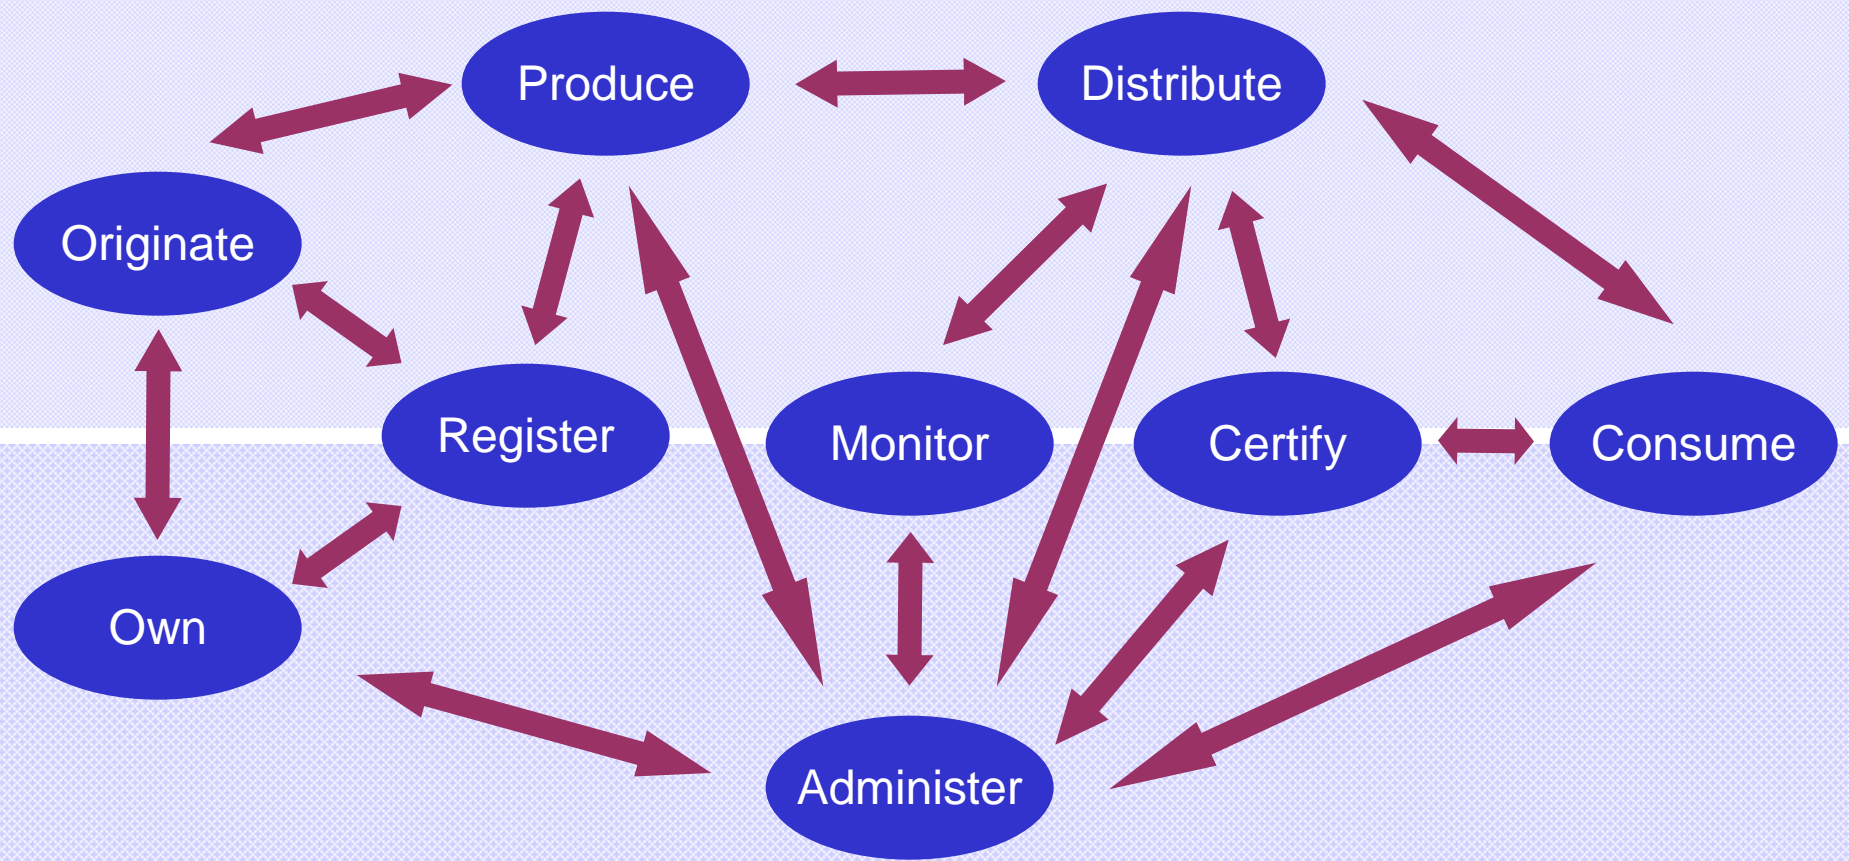 Produce
Distribute
Originate
Register
Monitor
Certify
Consume
Own
Administer